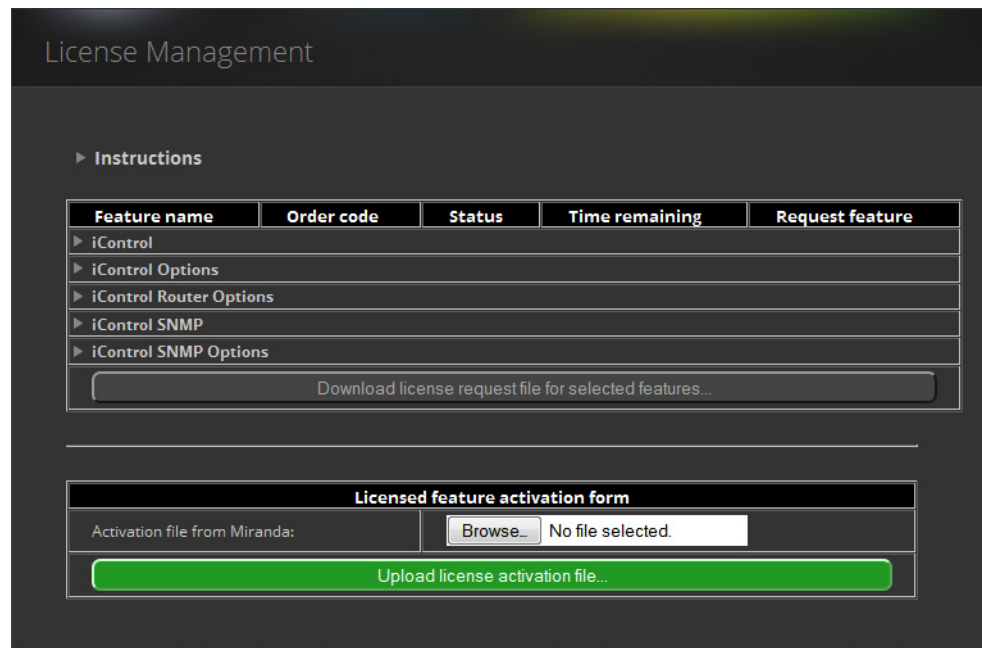 License Management
Instructions
Feature name Order code Status Time remaining Request feature
iControl
iControl Options
iControl Router Options
iControl SNMP
iControl SNMP Options
Download license request file for selected features...
Licensed feature activation form
Activation file from Miranda: Browse... No file selected.
Upload license activation file...